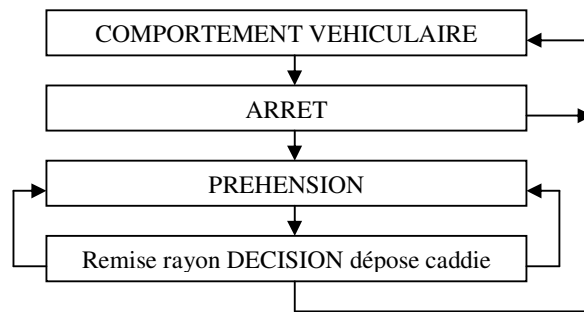 COMPORTEMENT VEHICULAIRE
ARRET
PREHENSION
Remise rayon DECISION dépose caddie